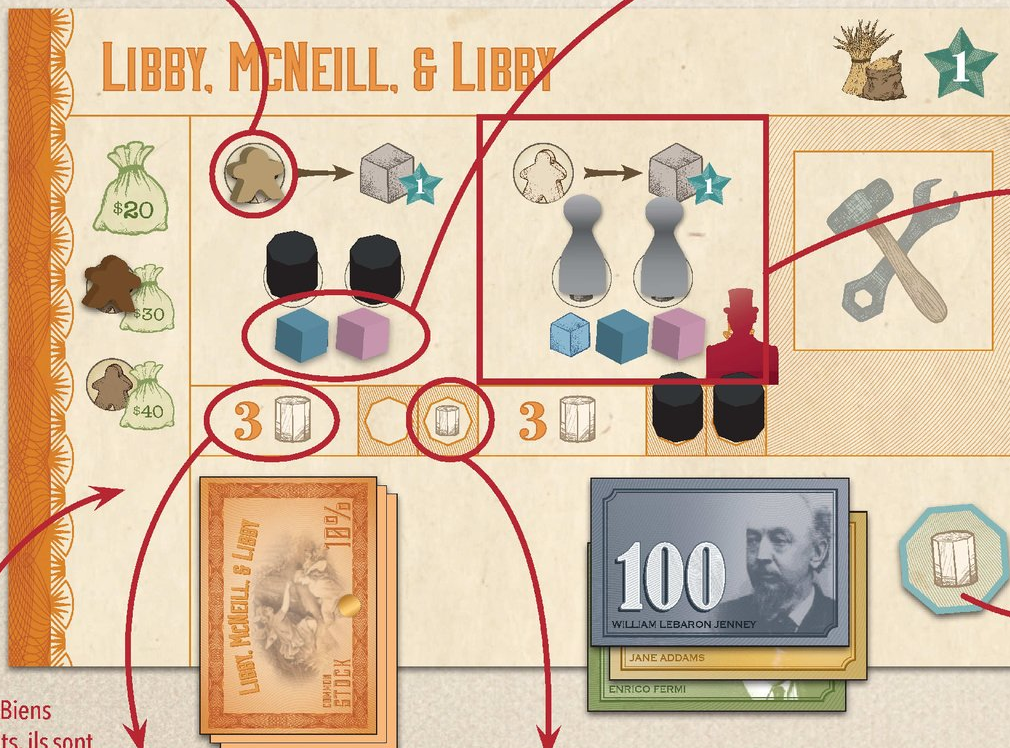 LIBBY, MCNEILL, & LIBBY
1
$20
1
1
$30
$40
3
3
LIBBY, MCNEILL, & LIBBY
10%
COMMON
STOCK
100
WILLIAM LEBARON JENNEY
JANE ADDAMS
ENRICO FERMI
Biens
ts, ils sont